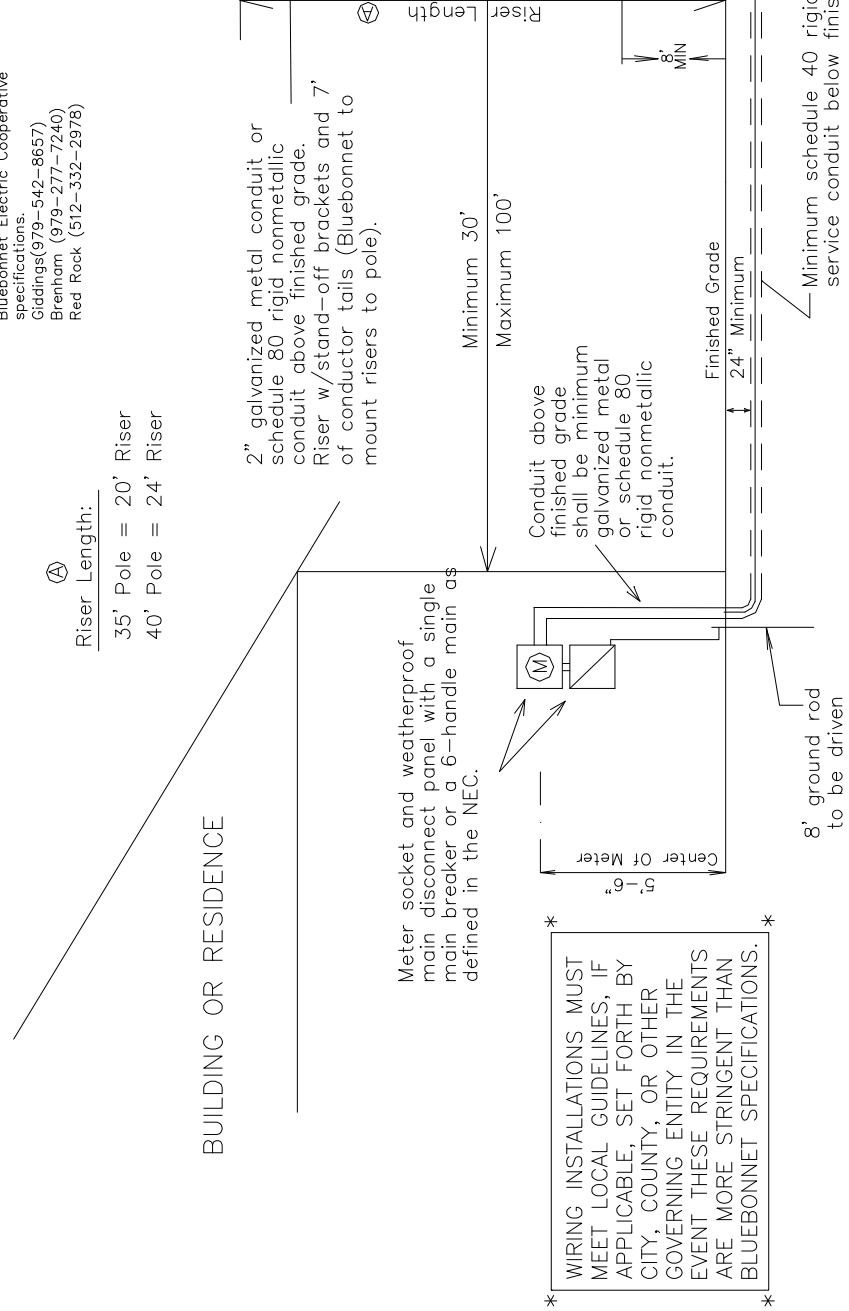 Bluebonnet Electric Cooperative
specifications.
Giddings(979-542-8657)
Brenham (979-277-7240)
Red Rock (512-332-2978)
A
Riser Length:
35' Pole = 20' Riser
40' Pole = 24' Riser
2" galvanized metal conduit or
schedule 80 rigid nonmetallic
conduit above finished grade.
Riser w/stand-off brackets and 7'
of conductor tails (Bluebonnet to
mount risers to pole).
Riser Length A
8'
MIN
BUILDING OR RESIDENCE
Minimum 30'
Maximum 100'
Meter socket and weatherproof
main disconnect panel with a single
main breaker or a 6-handle main as
defined in the NEC.
Conduit above
finished grade
shall be minimum
galvanized metal
or schedule 80
rigid nonmetallic
conduit.
M
5'-6"
Center Of Meter
Finished Grade
24" Minimum
Minimum schedule 40
service conduit below
8' ground rod
to be driven
WIRING INSTALLATIONS MUST
MEET LOCAL GUIDELINES, IF
APPLICABLE, SET FORTH BY
CITY, COUNTY, OR OTHER
GOVERNING ENTITY IN THE
EVENT THESE REQUIREMENTS
ARE MORE STRINGENT THAN
BLUEBONNET SPECIFICATIONS.